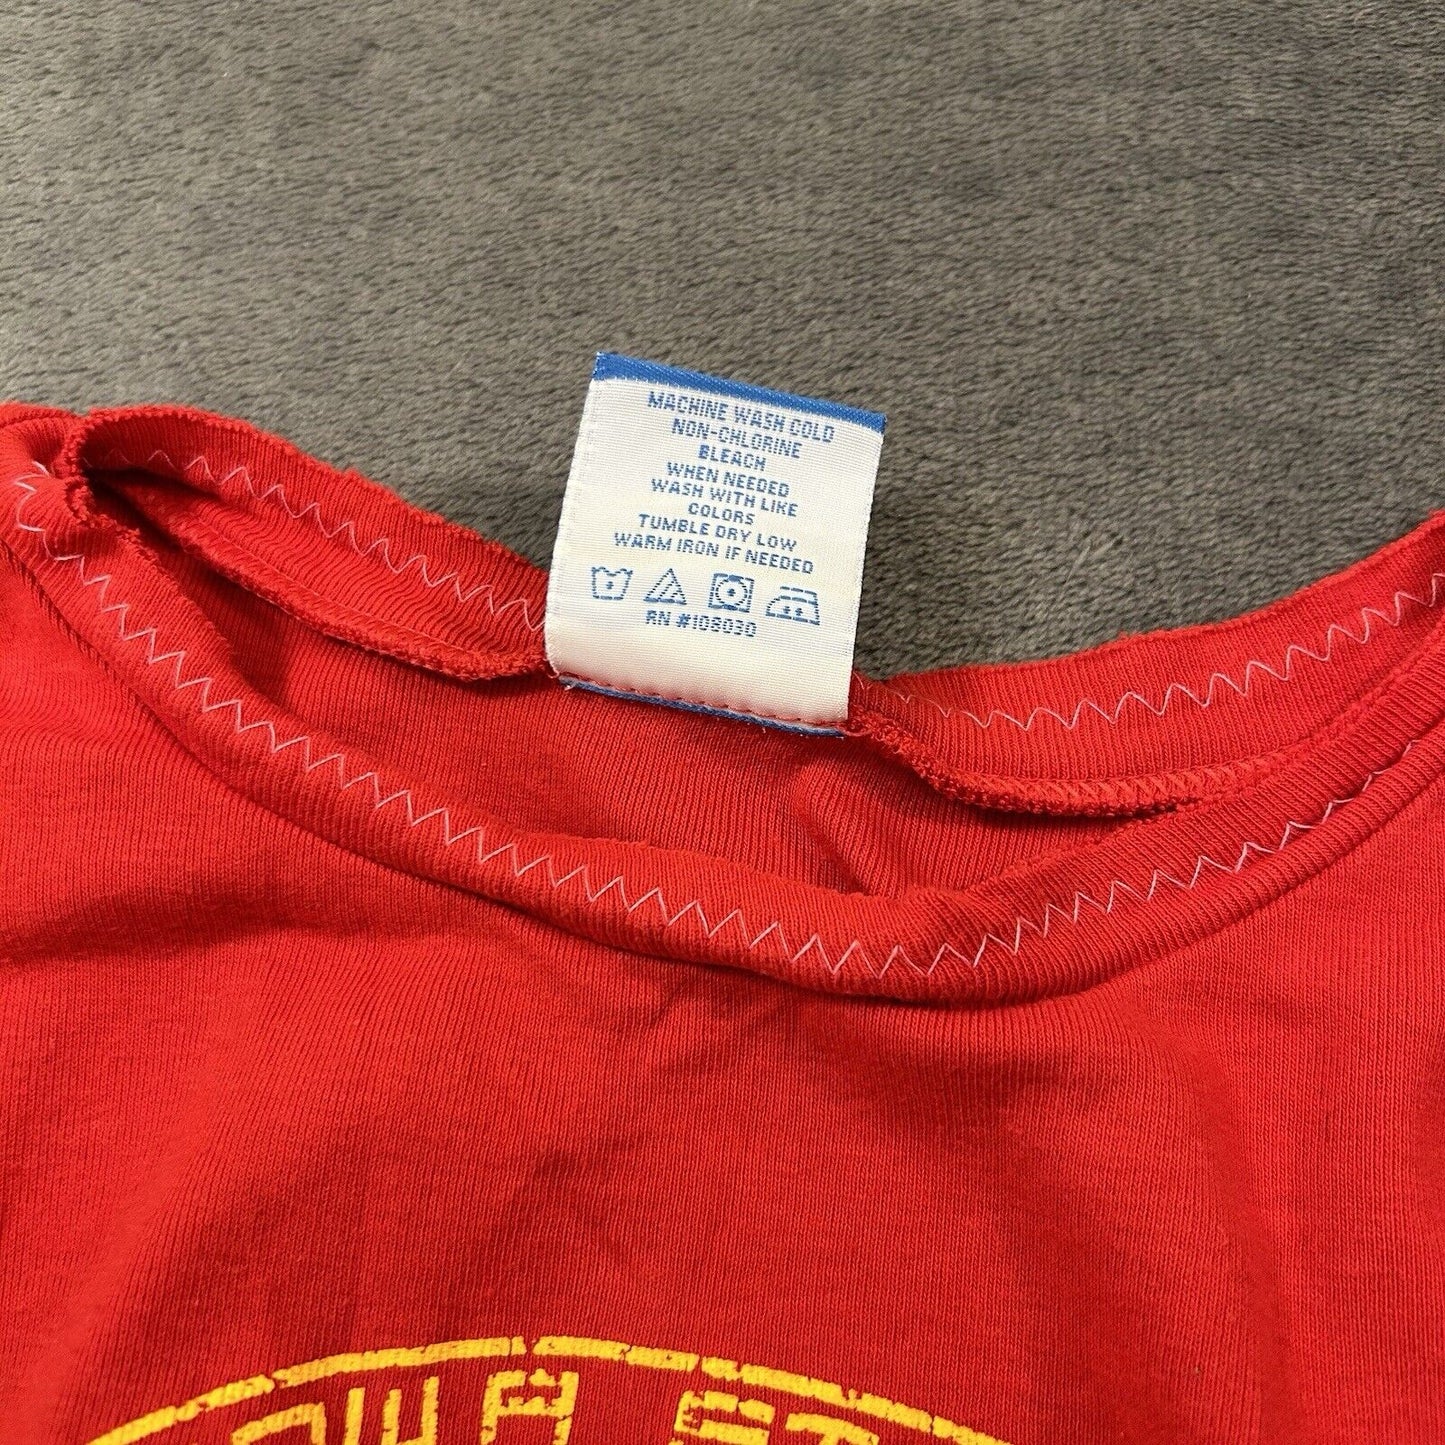 MACHINE WASH COLD
NON-CHLORINE
BLEACH
WHEN NEEDED
WASH WITH LIKE
COLORS
TUMBLE DRY LOW
WARM IRON IF NEEDED
RN #108030